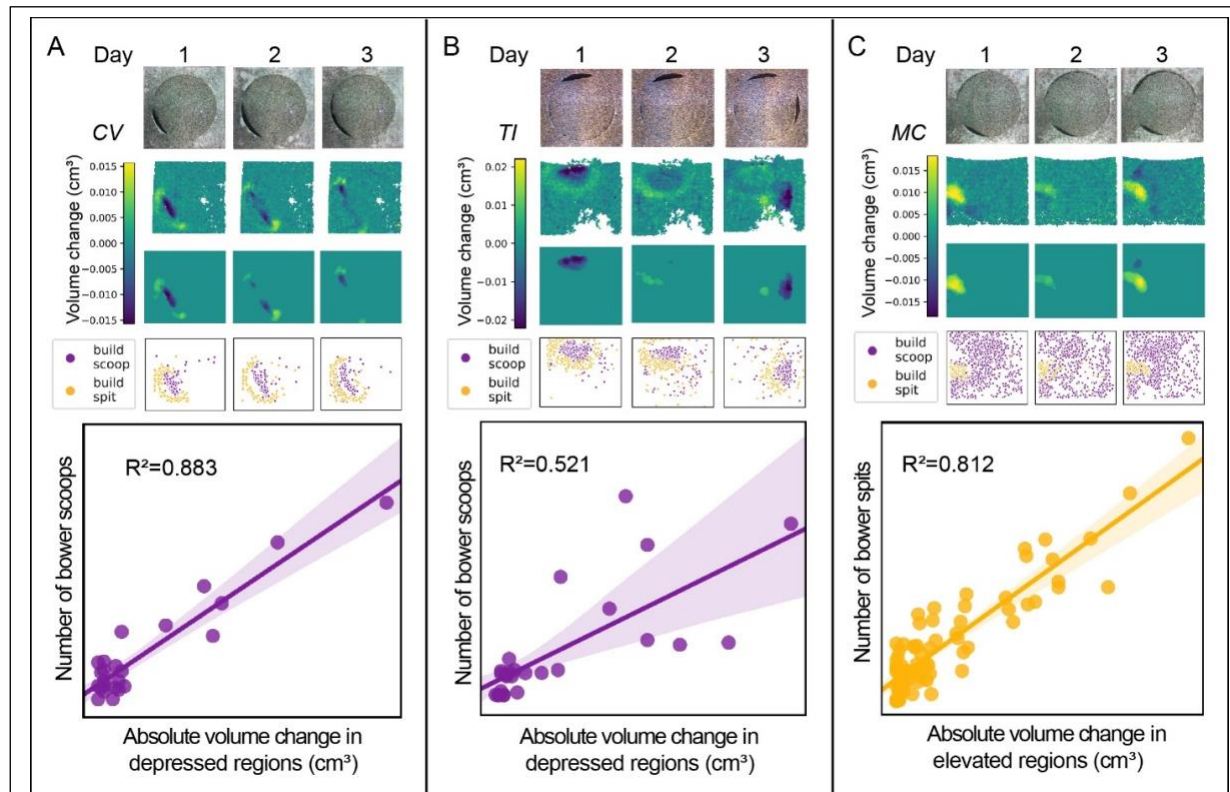 A
Day 1 2 3
CV
Volume change (cm³)
0.015
0.010
0.005
0.000
−0.005
−0.010
−0.015
build
scoop
build
spit
R²=0.883
Number of bower scoops
Absolute volume change in
depressed regions (cm³)
B
Day 1 2 3
TI
Volume change (cm³)
0.02
0.01
0.00
−0.01
−0.02
build
scoop
build
spit
R²=0.521
Number of bower scoops
Absolute volume change in
depressed regions (cm³)
C
Day 1 2 3
MC
Volume change (cm³)
0.015
0.010
0.005
0.000
−0.005
−0.010
−0.015
build
scoop
build
spit
R²=0.812
Number of bower spits
Absolute volume change in
elevated regions (cm³)